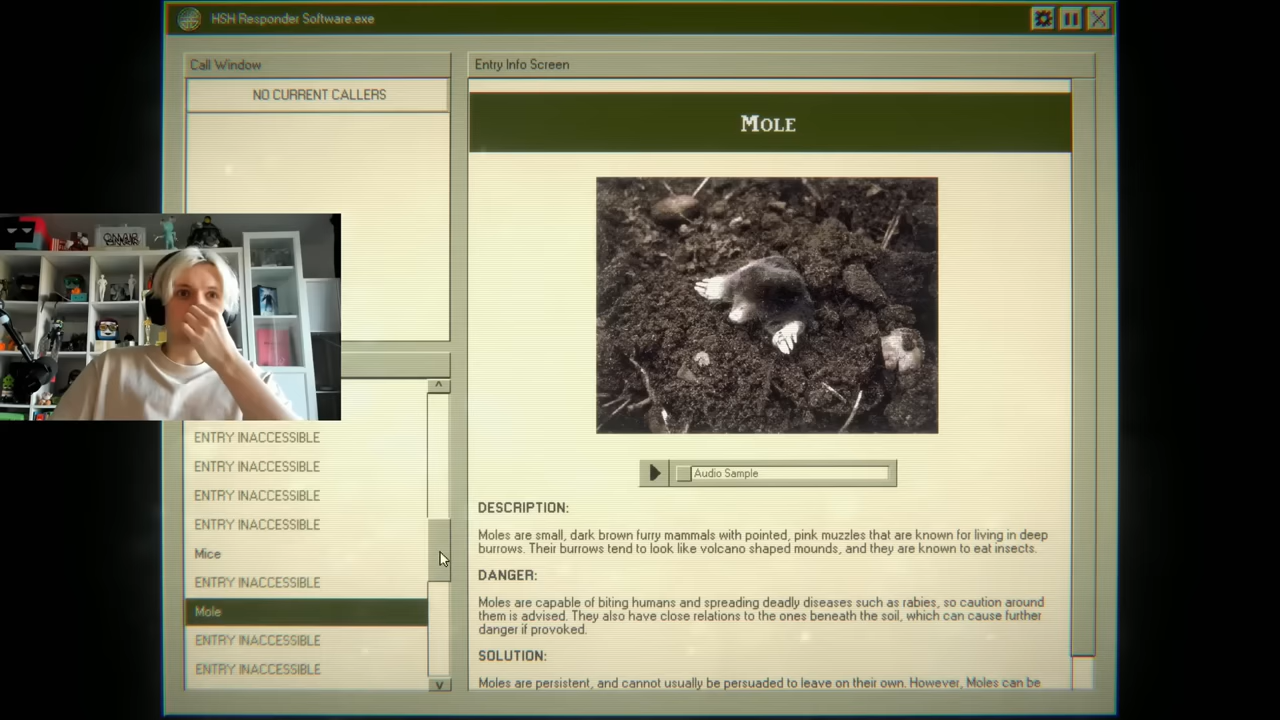 HSH Responder Software.exe
Call Window
Entry Info Screen
NO CURRENT CALLERS
MOLE
Audio Sample
ENTRY INACCESSIBLE
ENTRY INACCESSIBLE
ENTRY INACCESSIBLE
ENTRY INACCESSIBLE
Mice
ENTRY INACCESSIBLE
Mole
ENTRY INACCESSIBLE
ENTRY INACCESSIBLE
DESCRIPTION:
Moles are small, dark brown furry mammals with pointed, pink muzzles that are known for living in deep
burrows. Their burrows tend to look like volcano shaped mounds, and they are known to eat insects.
DANGER:
Moles are capable of biting humans and spreading deadly diseases such as rabies, so caution around
them is advised. They also have close relations to the ones beneath the soil, which can cause further
danger if provoked.
SOLUTION:
Moles are persistent, and cannot usually be persuaded to leave on their own. However, Moles can be